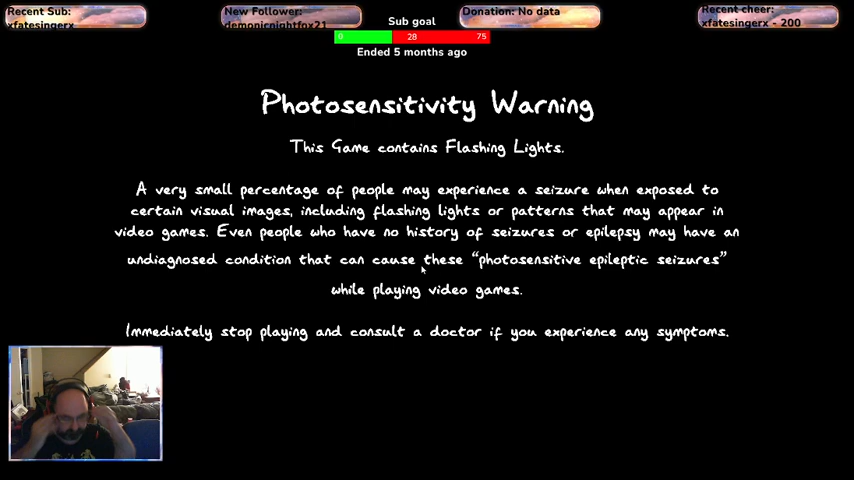 Recent Sub:
xfatesingerx
New Follower:
demonicnightfox21
Sub goal
0 28 75
Ended 5 months ago
Donation: No data
Recent cheer:
xfatesingerx - 200
Photosensitivity Warning
This Game contains Flashing Lights.
A very small percentage of people may experience a seizure when exposed to
certain visual images, including flashing lights or patterns that may appear in
video games. Even people who have no history of seizures or epilepsy may have an
undiagnosed condition that can cause these “photosensitive epileptic seizures”
while playing video games.
Immediately stop playing and consult a doctor if you experience any symptoms.